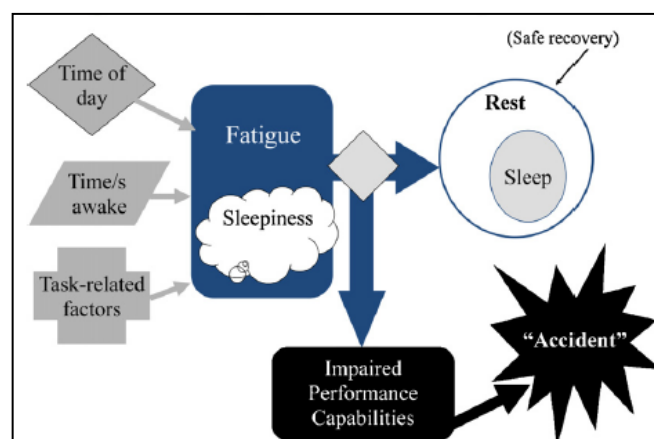 (Safe recovery)
Time of
day
Rest
Fatigue
Time/s
awake
Sleep
Sleepiness
Task-related
factors
"Accident"
Impaired
Performance
Capabilities